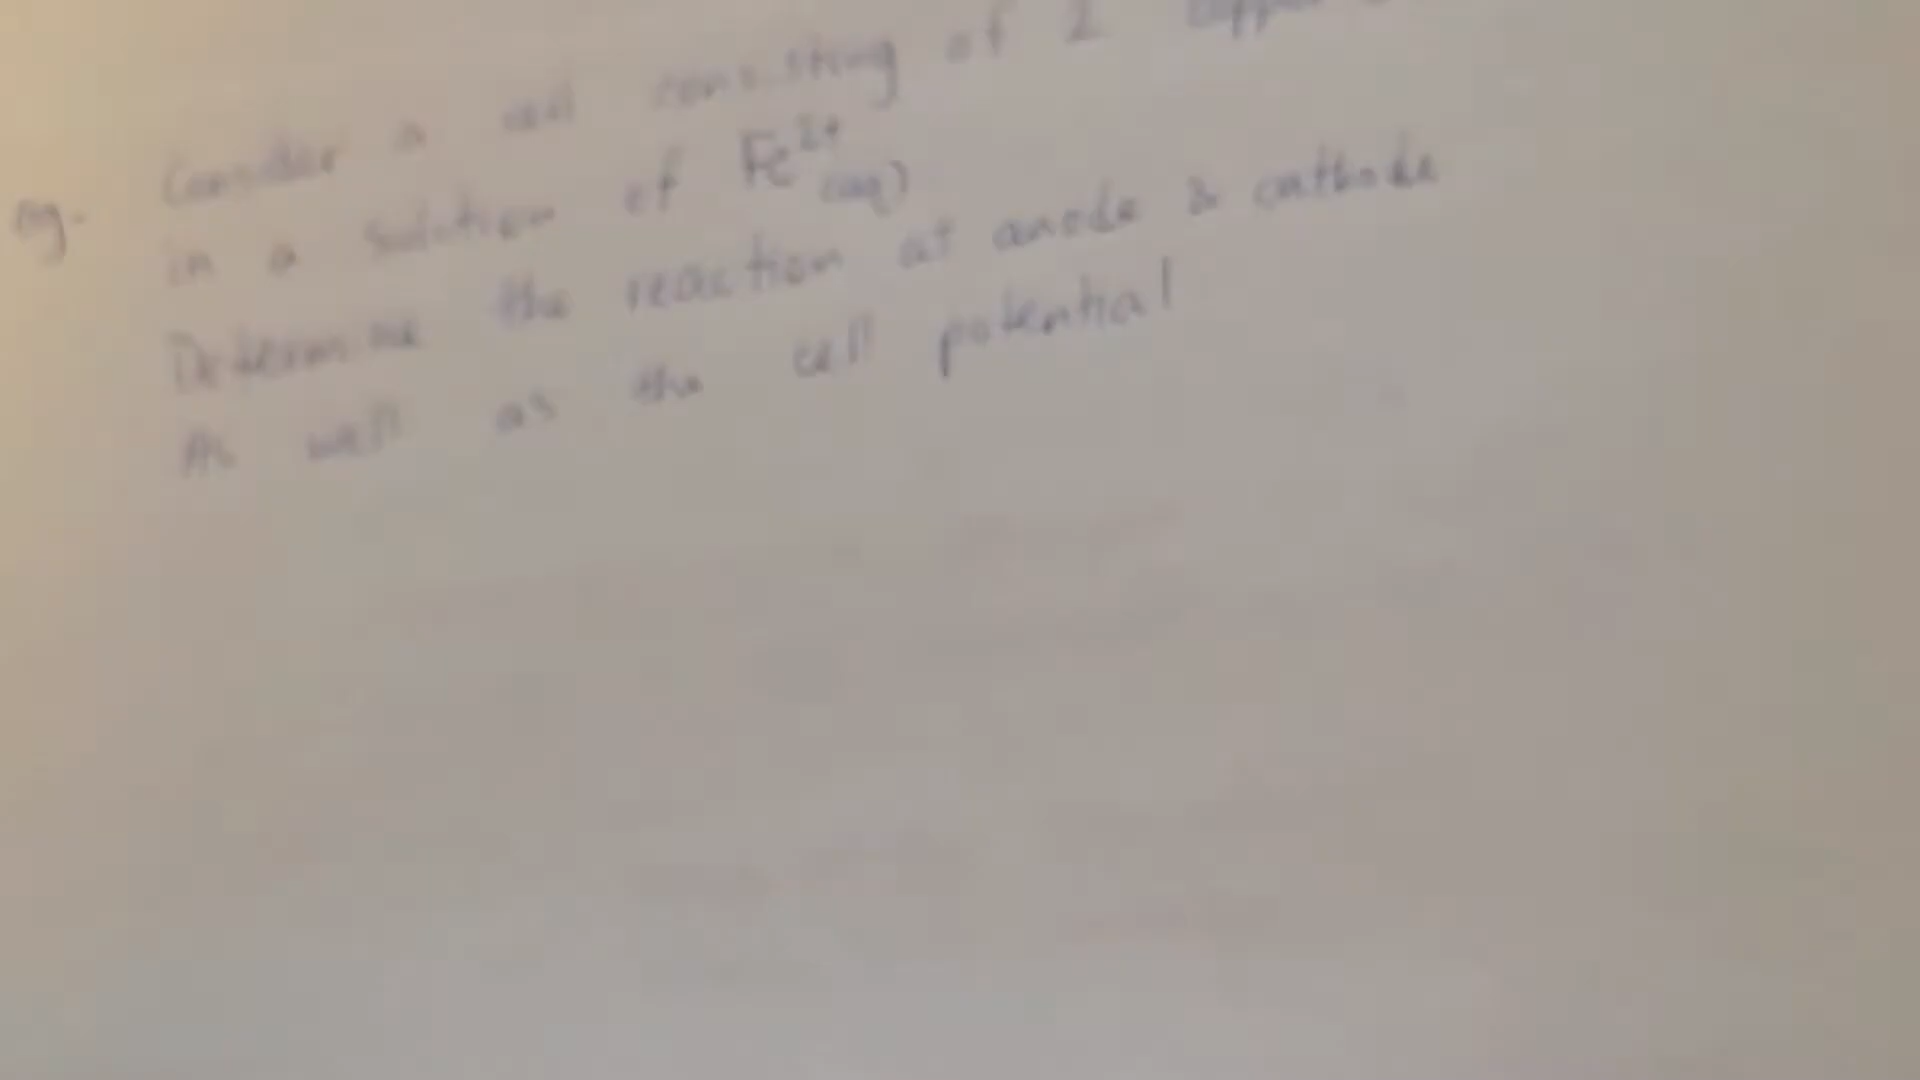 eg. Consider a cell consisting of 2
in a solution of Fe²⁺(aq)
Determine the reaction at anode & cathode
As well as the cell potential